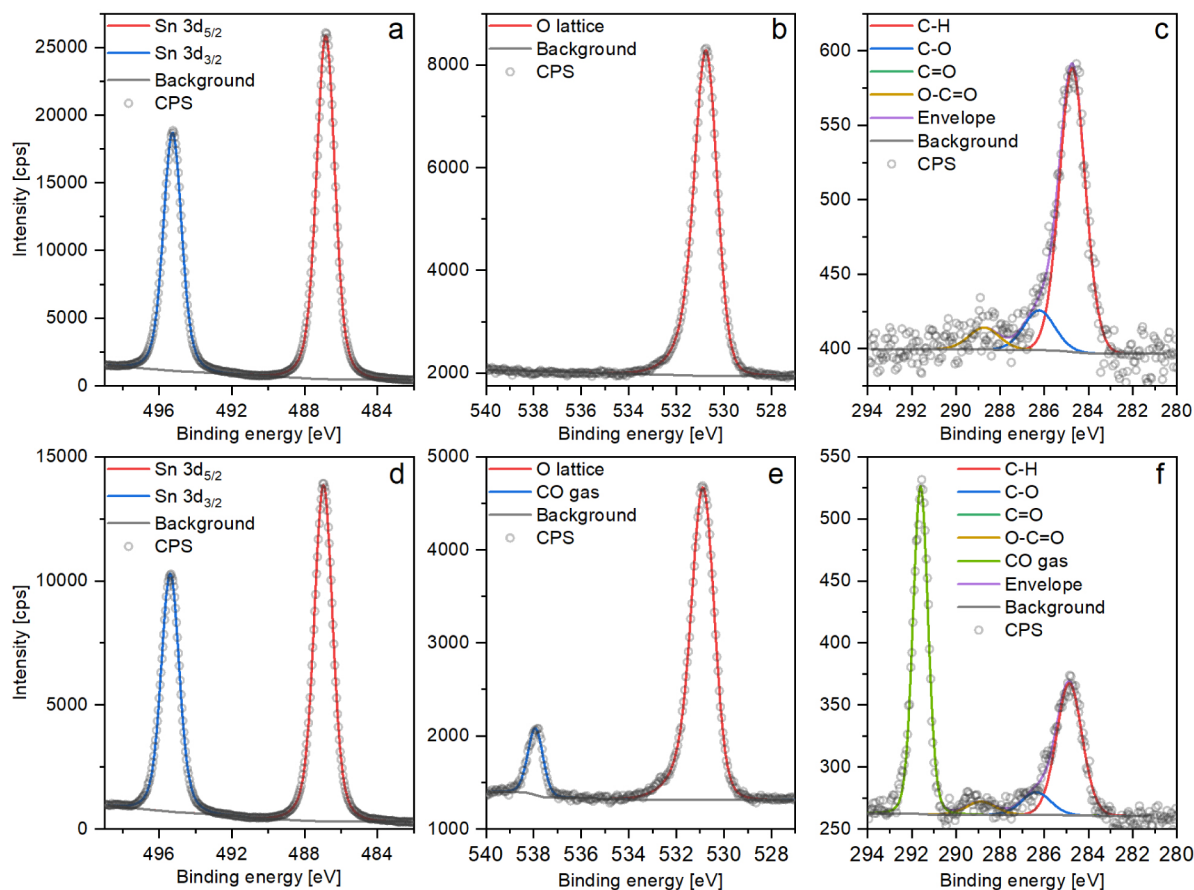 Sn 3d5/2
Sn 3d3/2
Background
CPS
a
25000
20000
15000
10000
5000
0
Intensity [cps]
496 492 488 484
Binding energy [eV]
O lattice
Background
CPS
b
8000
6000
4000
2000
540 538 536 534 532 530 528
Binding energy [eV]
C-H
C-O
C=O
O-C=O
Envelope
Background
CPS
c
600
550
500
450
400
294 292 290 288 286 284 282 280
Binding energy [eV]
Sn 3d5/2
Sn 3d3/2
Background
CPS
d
15000
10000
5000
0
Intensity [cps]
496 492 488 484
Binding energy [eV]
O lattice
CO gas
Background
CPS
e
5000
4000
3000
2000
1000
540 538 536 534 532 530 528
Binding energy [eV]
C-H
C-O
C=O
O-C=O
CO gas
Envelope
Background
CPS
f
550
500
450
400
350
300
250
294 292 290 288 286 284 282 280
Binding energy [eV]